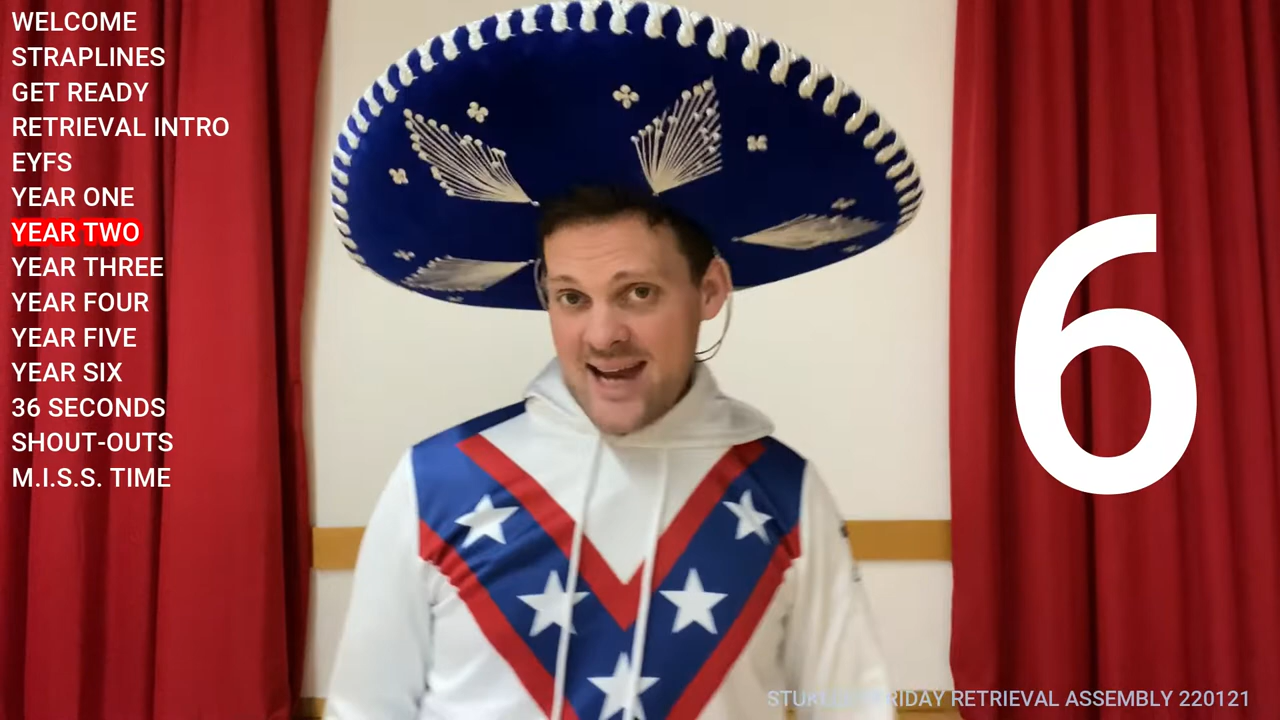 WELCOME
STRAPLINES
GET READY
RETRIEVAL INTRO
EYFS
YEAR ONE
YEAR TWO
YEAR THREE
YEAR FOUR
YEAR FIVE
YEAR SIX
36 SECONDS
SHOUT-OUTS
M.I.S.S. TIME
6
FRIDAY RETRIEVAL ASSEMBLY 220121